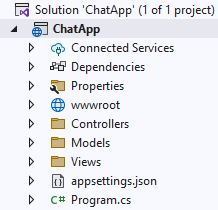 Solution 'ChatApp' (1 of 1 project)
ChatApp
Connected Services
Dependencies
Properties
wwwroot
Controllers
Models
Views
appsettings.json
C# Program.cs